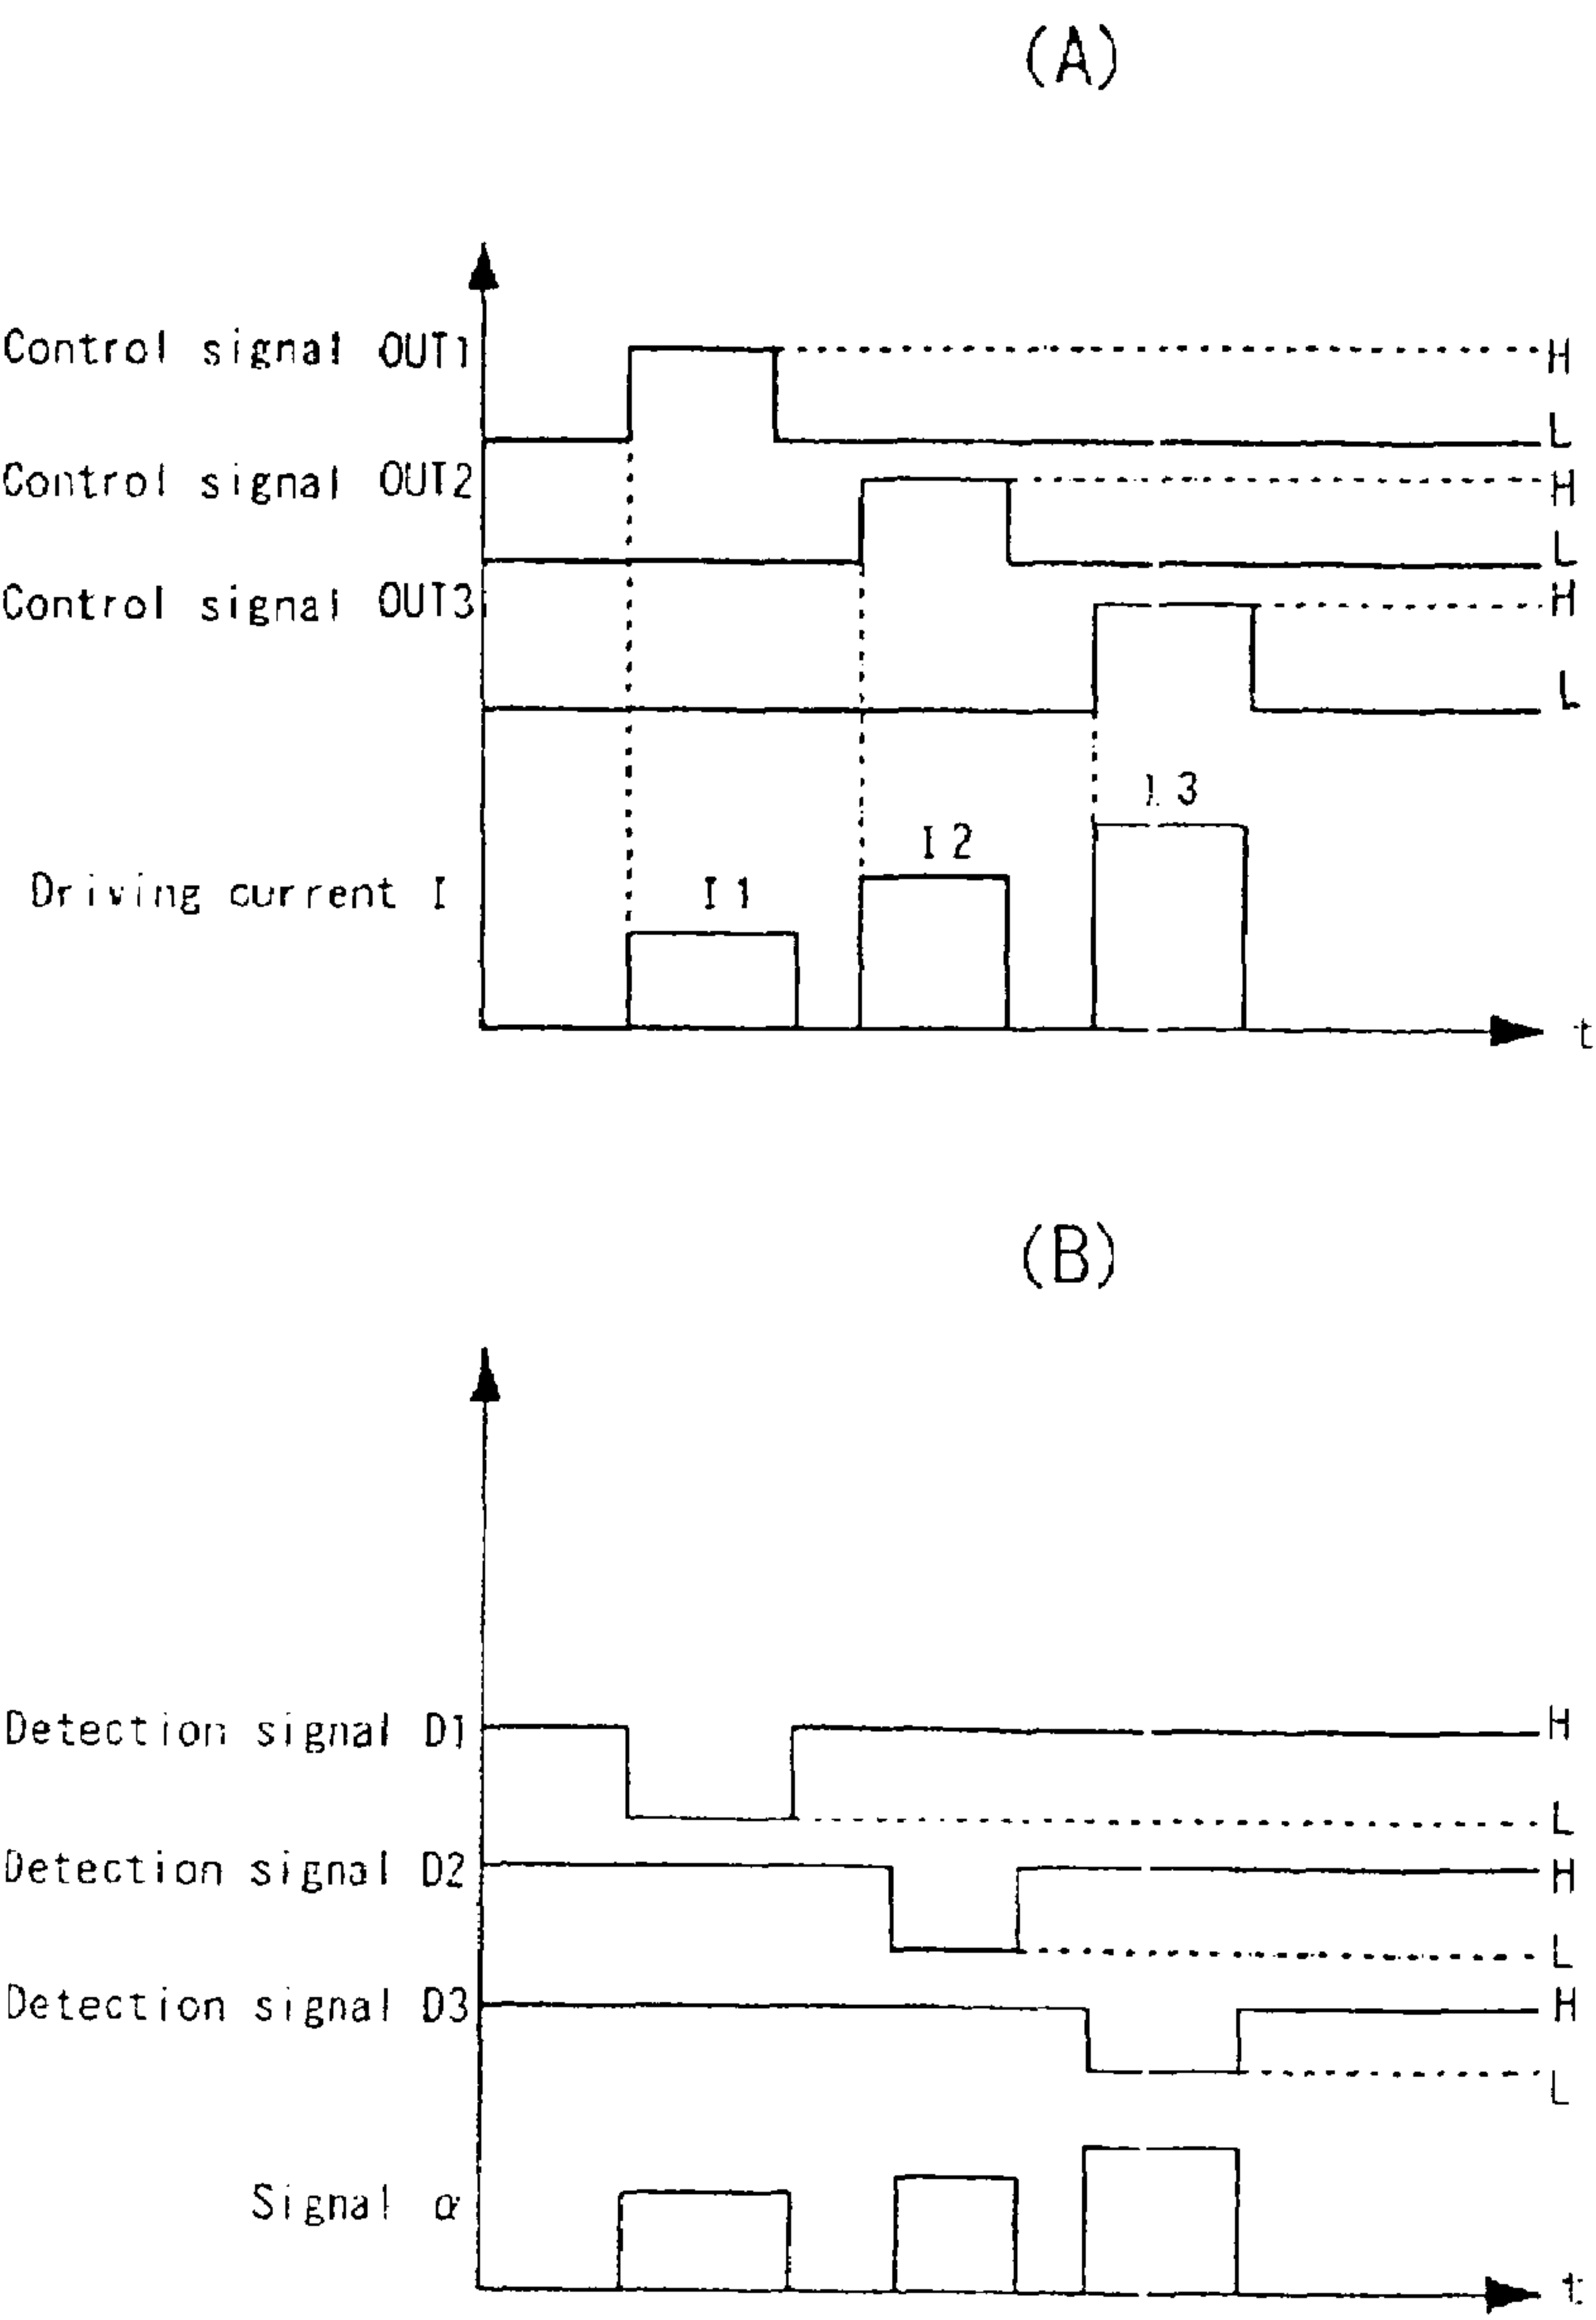 (A)
Control signal OUT1
H
L
Control signal OUT2
H
L
Control signal OUT3
H
L
I3
I2
Driving current I
I1
t
(B)
Detection signal D1
H
L
Detection signal D2
H
L
Detection signal D3
H
L
Signal α
t